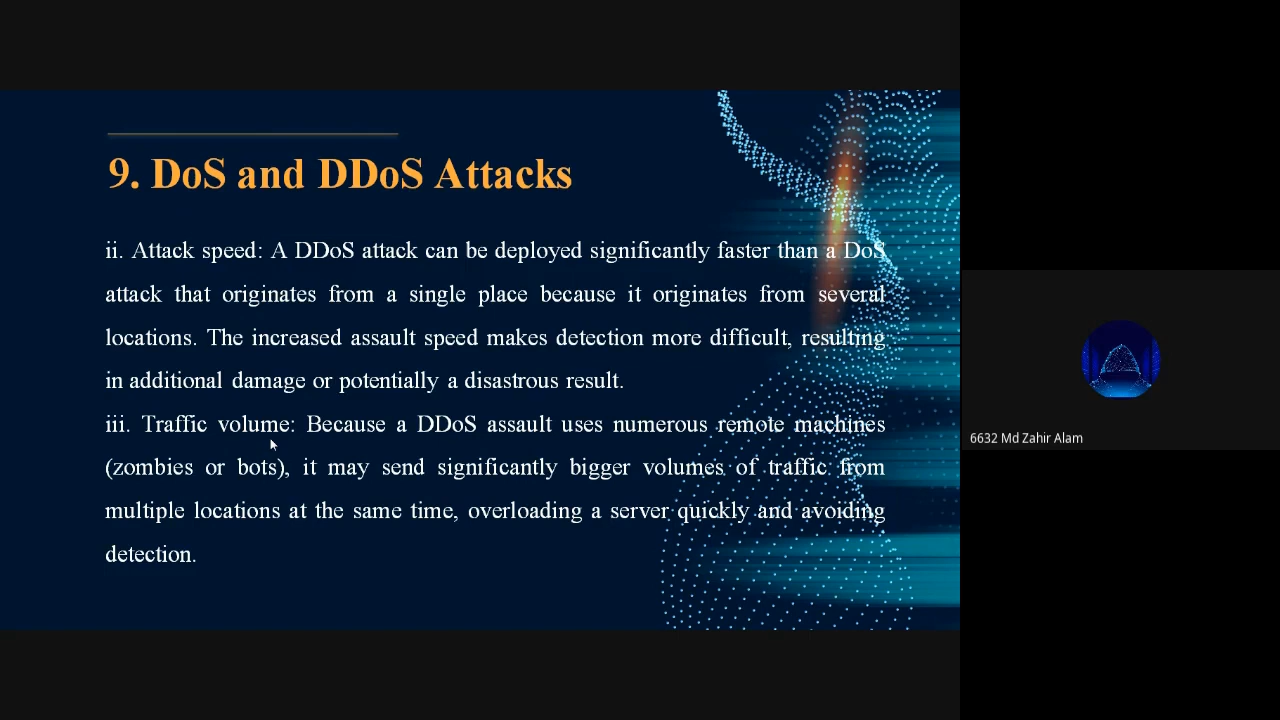 9. DoS and DDoS Attacks
ii. Attack speed: A DDoS attack can be deployed significantly faster than a DoS
attack that originates from a single place because it originates from several
locations. The increased assault speed makes detection more difficult, resulting
in additional damage or potentially a disastrous result.
iii. Traffic volume: Because a DDoS assault uses numerous remote machines
(zombies or bots), it may send significantly bigger volumes of traffic from
multiple locations at the same time, overloading a server quickly and avoiding
detection.
6632 Md Zahir Alam